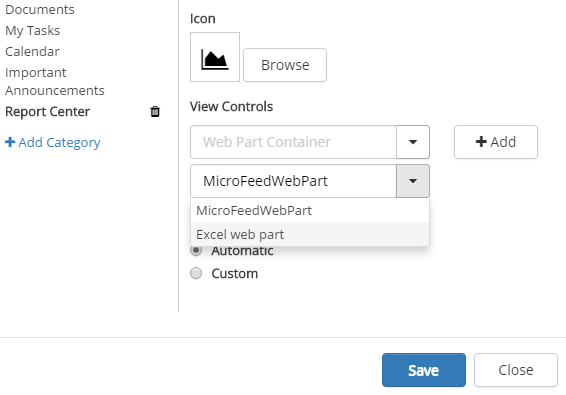 Documents
My Tasks
Calendar
Important
Announcements
Report Center
Add Category
Icon
Browse
View Controls
Web Part Container
Add
MicroFeedWebPart
MicroFeedWebPart
Excel web part
Automatic
Custom
Save
Close